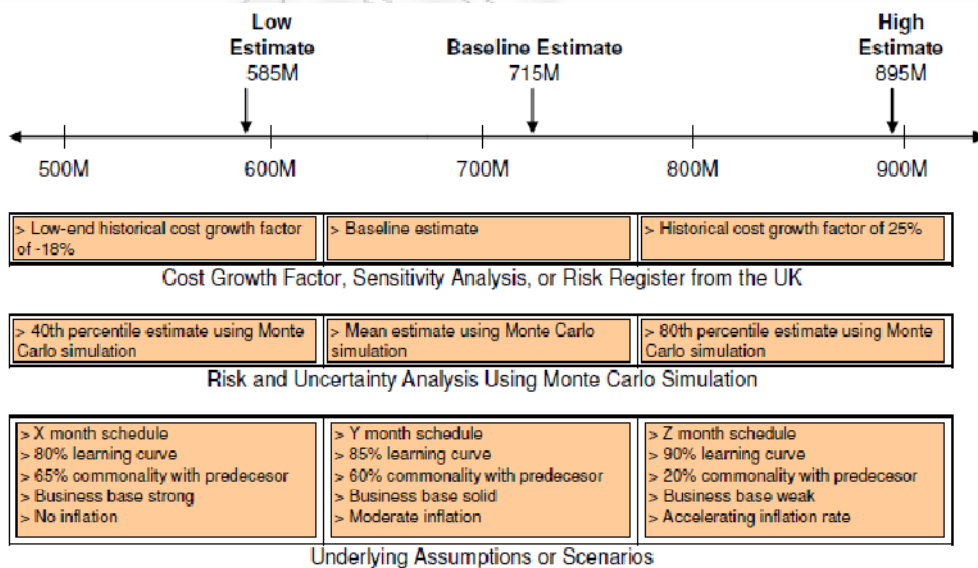 Low
Estimate
585M
Baseline Estimate
715M
High
Estimate
895M
500M
600M
700M
800M
900M
> Low-end historical cost growth factor
of -18%
> Baseline estimate
> Historical cost growth factor of 25%
Cost Growth Factor, Sensitivity Analysis, or Risk Register from the UK
> 40th percentile estimate using Monte
Carlo simulation
> Mean estimate using Monte Carlo
simulation
> 80th percentile estimate using Monte
Carlo simulation
Risk and Uncertainty Analysis Using Monte Carlo Simulation
> X month schedule
> 80% learning curve
> 65% commonality with predecesor
> Business base strong
> No inflation
> Y month schedule
> 85% learning curve
> 60% commonality with predecesor
> Business base solid
> Moderate inflation
> Z month schedule
> 90% learning curve
> 20% commonality with predecesor
> Business base weak
> Accelerating inflation rate
Underlying Assumptions or Scenarios